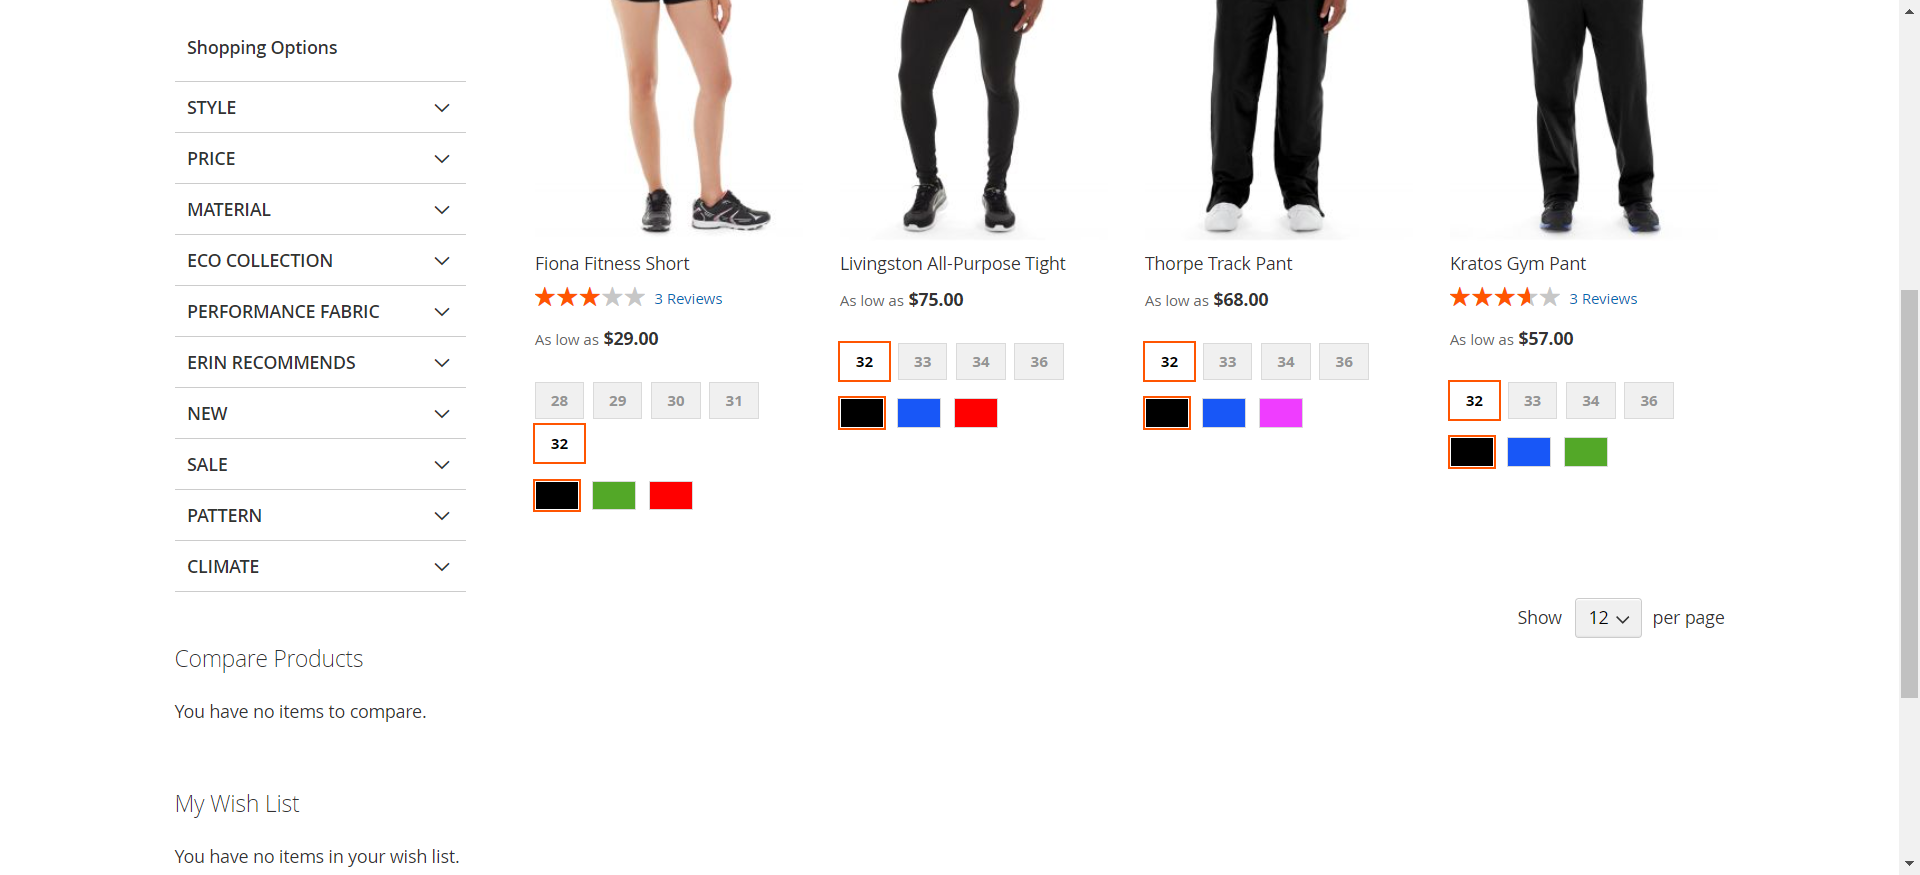 Shopping Options
STYLE
PRICE
MATERIAL
ECO COLLECTION
PERFORMANCE FABRIC
ERIN RECOMMENDS
NEW
SALE
PATTERN
CLIMATE
Compare Products
You have no items to compare.
My Wish List
You have no items in your wish list.
Fiona Fitness Short
3 Reviews
As low as $29.00
28 29 30 31
32
Livingston All-Purpose Tight
As low as $75.00
32 33 34 36
Thorpe Track Pant
As low as $68.00
32 33 34 36
Kratos Gym Pant
3 Reviews
As low as $57.00
32 33 34 36
Show 12 per page